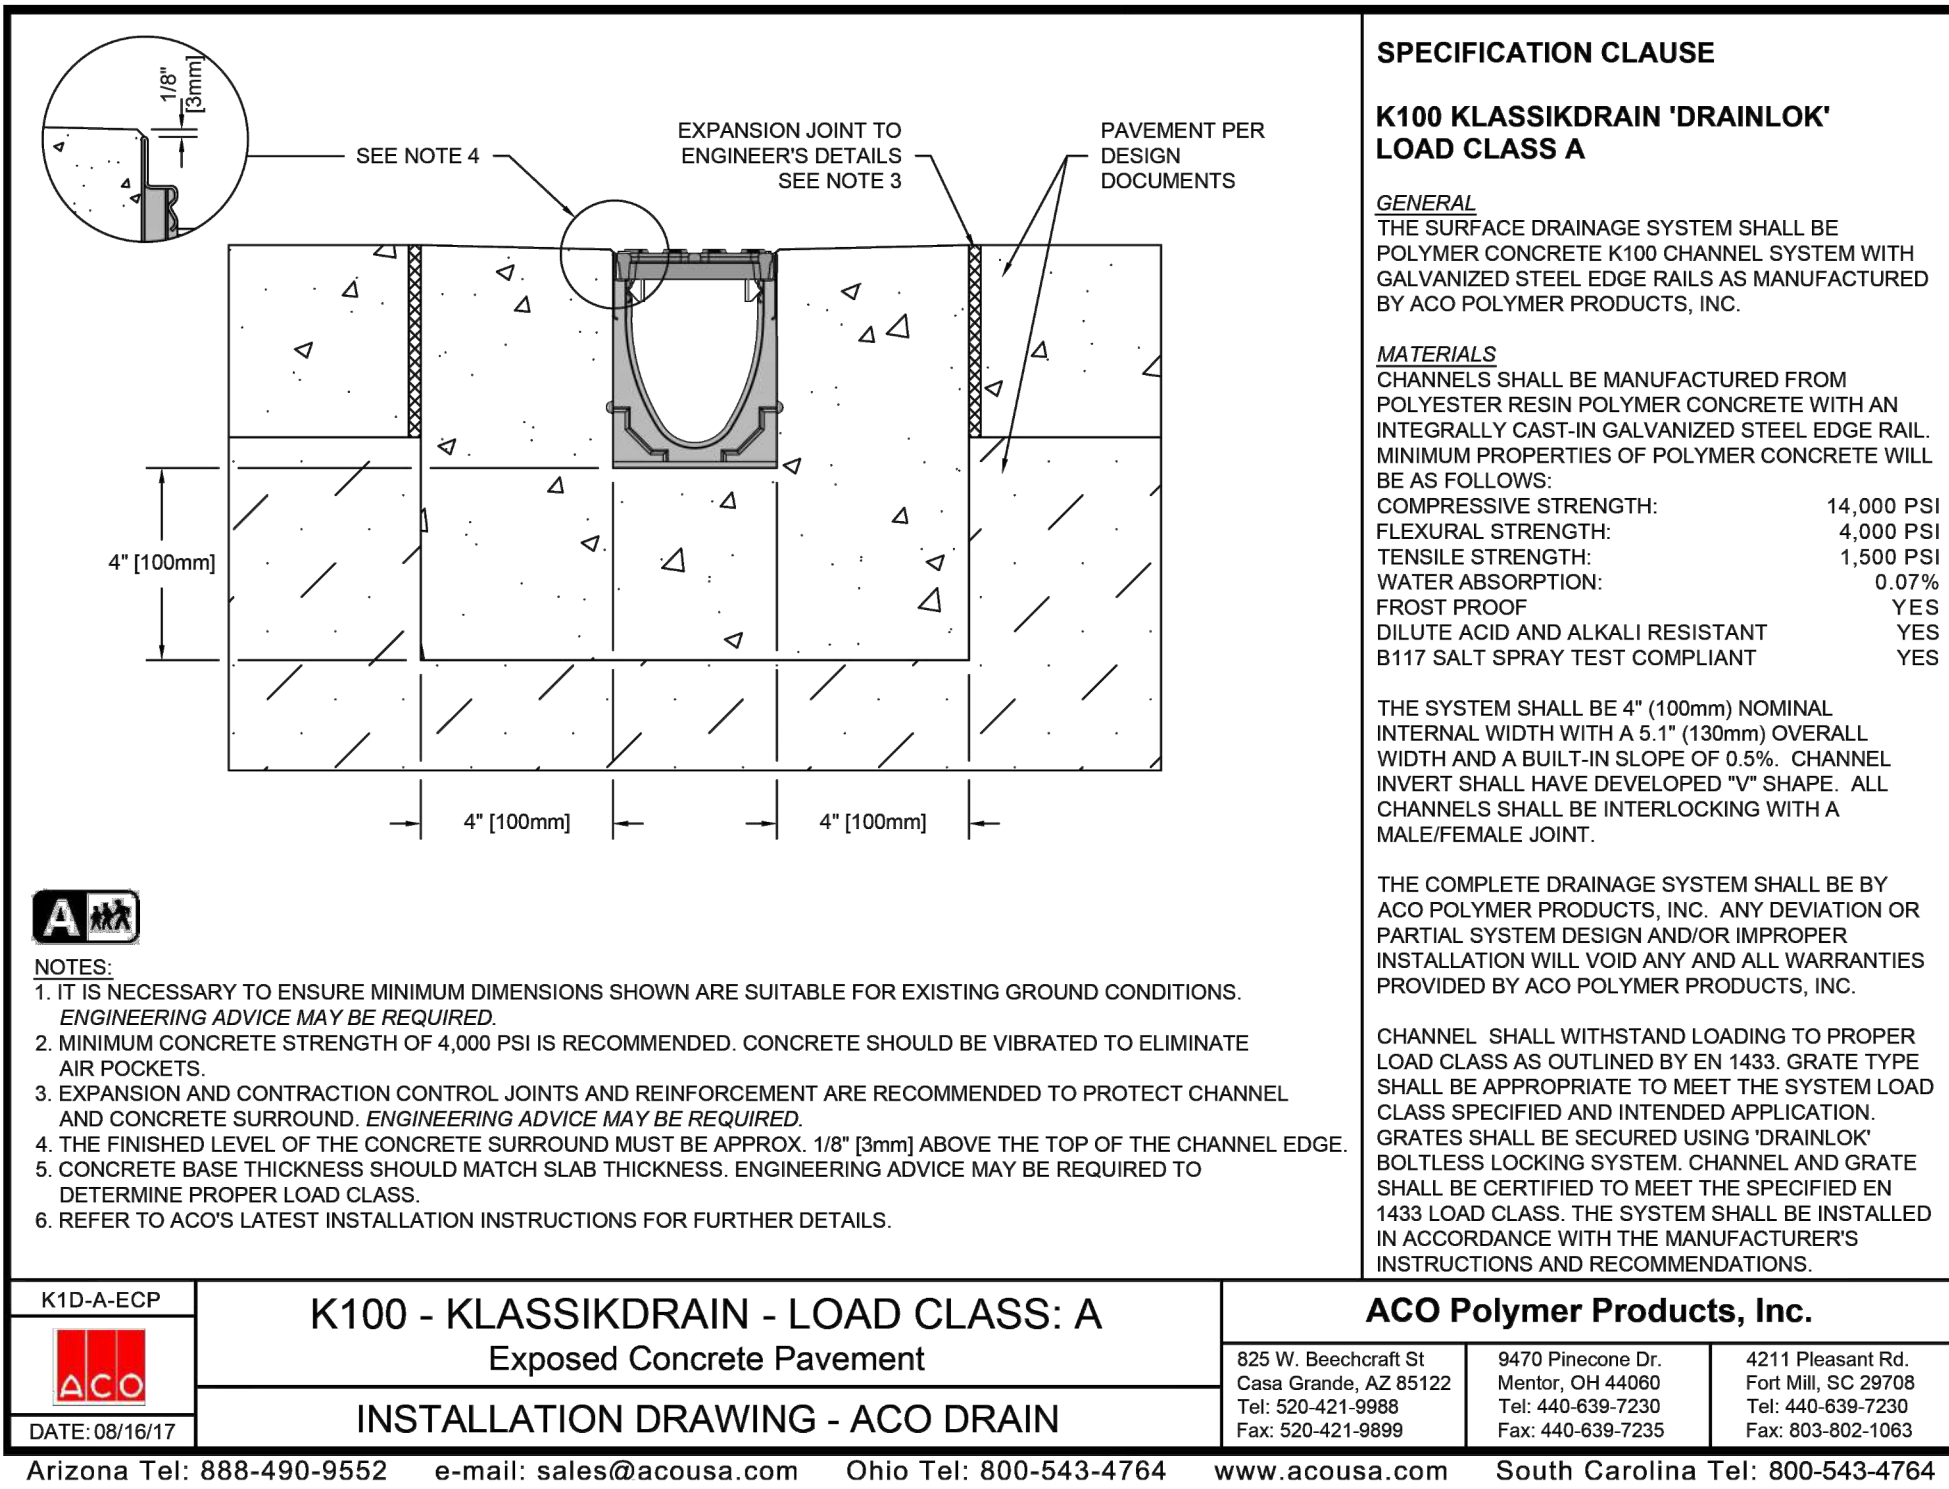 1/8"
[3mm]
SEE NOTE 4
EXPANSION JOINT TO
ENGINEER'S DETAILS
SEE NOTE 3
PAVEMENT PER
DESIGN
DOCUMENTS
4" [100mm]
4" [100mm]
4" [100mm]
A
NOTES:
1. IT IS NECESSARY TO ENSURE MINIMUM DIMENSIONS SHOWN ARE SUITABLE FOR EXISTING GROUND CONDITIONS.
ENGINEERING ADVICE MAY BE REQUIRED.
2. MINIMUM CONCRETE STRENGTH OF 4,000 PSI IS RECOMMENDED. CONCRETE SHOULD BE VIBRATED TO ELIMINATE
AIR POCKETS.
3. EXPANSION AND CONTRACTION CONTROL JOINTS AND REINFORCEMENT ARE RECOMMENDED TO PROTECT CHANNEL
AND CONCRETE SURROUND. ENGINEERING ADVICE MAY BE REQUIRED.
4. THE FINISHED LEVEL OF THE CONCRETE SURROUND MUST BE APPROX. 1/8" [3mm] ABOVE THE TOP OF THE CHANNEL EDGE.
5. CONCRETE BASE THICKNESS SHOULD MATCH SLAB THICKNESS. ENGINEERING ADVICE MAY BE REQUIRED TO
DETERMINE PROPER LOAD CLASS.
6. REFER TO ACO'S LATEST INSTALLATION INSTRUCTIONS FOR FURTHER DETAILS.
SPECIFICATION CLAUSE
K100 KLASSIKDRAIN 'DRAINLOK'
LOAD CLASS A
GENERAL
THE SURFACE DRAINAGE SYSTEM SHALL BE
POLYMER CONCRETE K100 CHANNEL SYSTEM WITH
GALVANIZED STEEL EDGE RAILS AS MANUFACTURED
BY ACO POLYMER PRODUCTS, INC.
MATERIALS
CHANNELS SHALL BE MANUFACTURED FROM
POLYESTER RESIN POLYMER CONCRETE WITH AN
INTEGRALLY CAST-IN GALVANIZED STEEL EDGE RAIL.
MINIMUM PROPERTIES OF POLYMER CONCRETE WILL
BE AS FOLLOWS:
COMPRESSIVE STRENGTH: 14,000 PSI
FLEXURAL STRENGTH: 4,000 PSI
TENSILE STRENGTH: 1,500 PSI
WATER ABSORPTION: 0.07%
FROST PROOF YES
DILUTE ACID AND ALKALI RESISTANT YES
B117 SALT SPRAY TEST COMPLIANT YES
THE SYSTEM SHALL BE 4" (100mm) NOMINAL
INTERNAL WIDTH WITH A 5.1" (130mm) OVERALL
WIDTH AND A BUILT-IN SLOPE OF 0.5%. CHANNEL
INVERT SHALL HAVE DEVELOPED "V" SHAPE. ALL
CHANNELS SHALL BE INTERLOCKING WITH A
MALE/FEMALE JOINT.
THE COMPLETE DRAINAGE SYSTEM SHALL BE BY
ACO POLYMER PRODUCTS, INC. ANY DEVIATION OR
PARTIAL SYSTEM DESIGN AND/OR IMPROPER
INSTALLATION WILL VOID ANY AND ALL WARRANTIES
PROVIDED BY ACO POLYMER PRODUCTS, INC.
CHANNEL SHALL WITHSTAND LOADING TO PROPER
LOAD CLASS AS OUTLINED BY EN 1433. GRATE TYPE
SHALL BE APPROPRIATE TO MEET THE SYSTEM LOAD
CLASS SPECIFIED AND INTENDED APPLICATION.
GRATES SHALL BE SECURED USING 'DRAINLOK'
BOLTLESS LOCKING SYSTEM. CHANNEL AND GRATE
SHALL BE CERTIFIED TO MEET THE SPECIFIED EN
1433 LOAD CLASS. THE SYSTEM SHALL BE INSTALLED
IN ACCORDANCE WITH THE MANUFACTURER'S
INSTRUCTIONS AND RECOMMENDATIONS.
K1D-A-ECP
ACO
DATE: 08/16/17
K100 - KLASSIKDRAIN - LOAD CLASS: A
Exposed Concrete Pavement
INSTALLATION DRAWING - ACO DRAIN
ACO Polymer Products, Inc.
825 W. Beechcraft St
Casa Grande, AZ 85122
Tel: 520-421-9988
Fax: 520-421-9899
9470 Pinecone Dr.
Mentor, OH 44060
Tel: 440-639-7230
Fax: 440-639-7235
4211 Pleasant Rd.
Fort Mill, SC 29708
Tel: 440-639-7230
Fax: 803-802-1063
Arizona Tel: 888-490-9552 e-mail: sales@acousa.com Ohio Tel: 800-543-4764 www.acousa.com South Carolina Tel: 800-543-4764